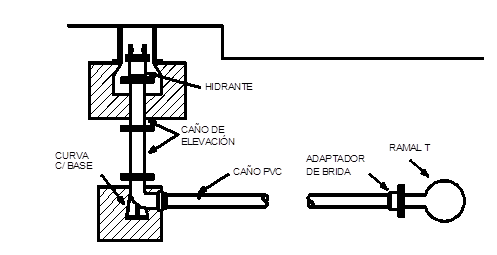 HIDRANTE
CAÑO DE
ELEVACIÓN
CURVA
C/ BASE
CAÑO PVC
ADAPTADOR
DE BRIDA
RAMAL T